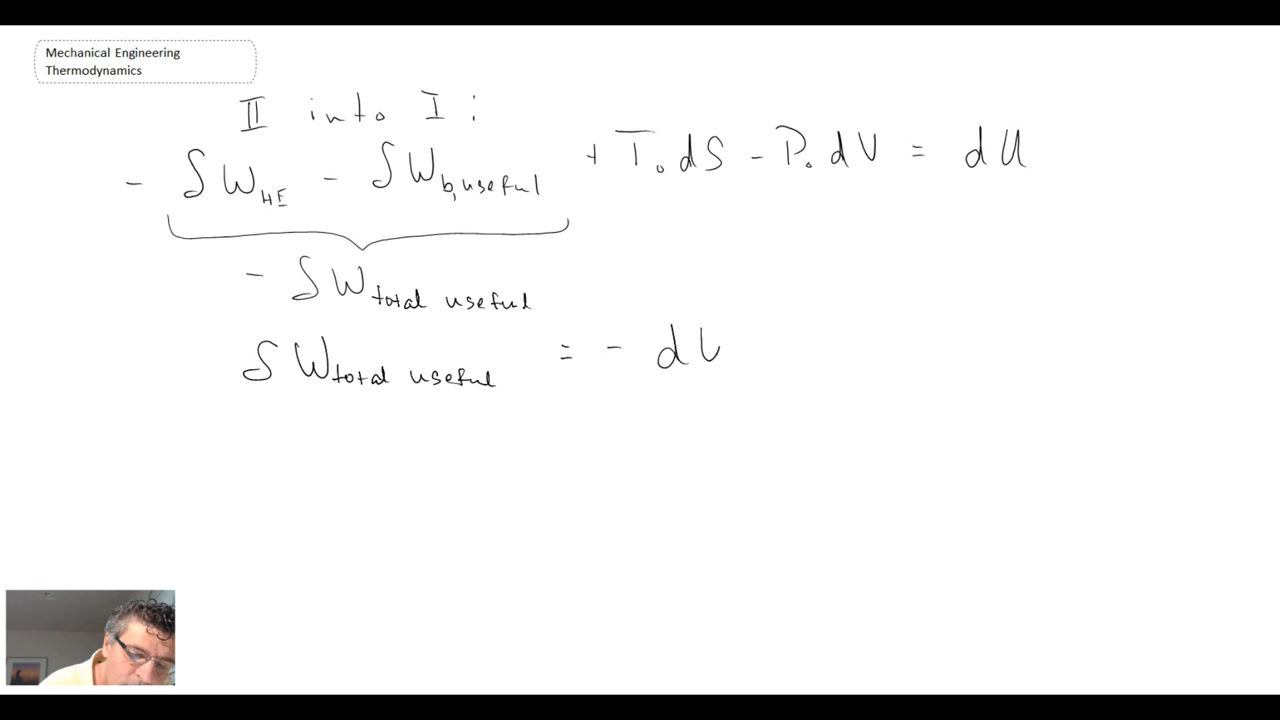 Mechanical Engineering
Thermodynamics
II into I :
- δW_HE - δW_b,useful + T₀dS - P₀dV = dU
- δW_total useful
δW_total useful = - dU